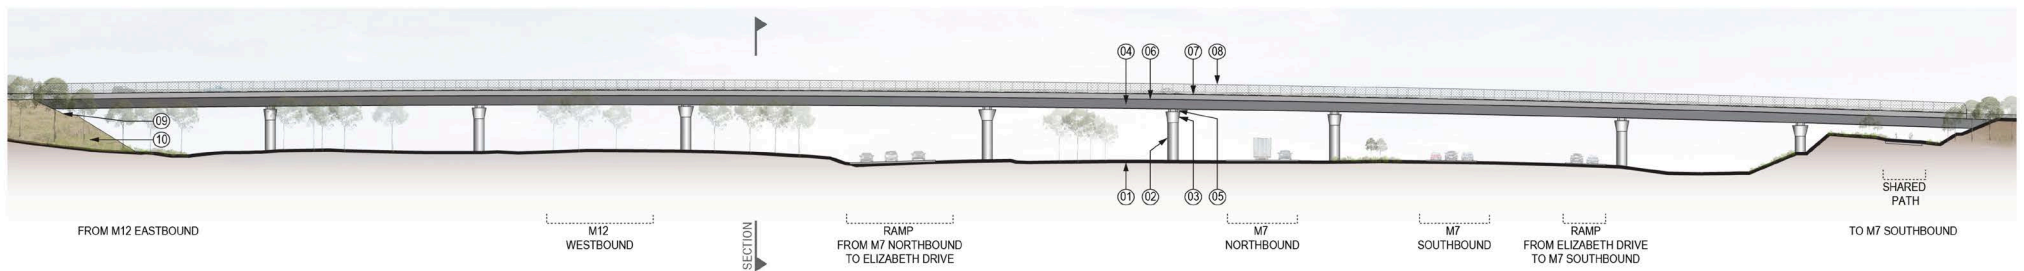 04 06 07 08
09
10
01 02 03 05
SHARED
PATH
FROM M12 EASTBOUND
M12
WESTBOUND
SECTION
RAMP
FROM M7 NORTHBOUND
TO ELIZABETH DRIVE
M7
NORTHBOUND
M7
SOUTHBOUND
RAMP
FROM ELIZABETH DRIVE
TO M7 SOUTHBOUND
TO M7 SOUTHBOUND